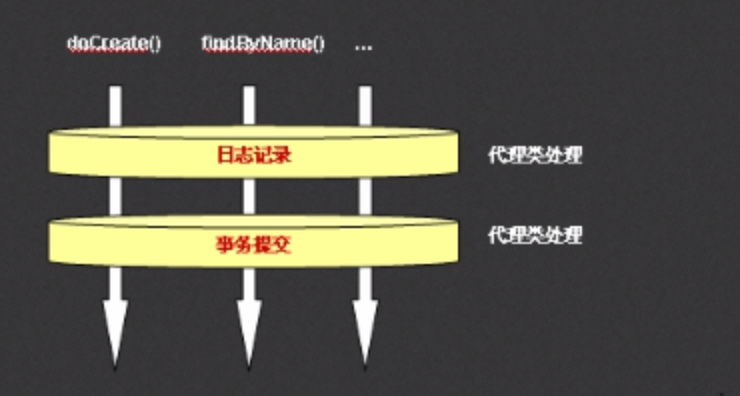 doCreate() findByName() ...
日志记录 代理类处理
事务提交 代理类处理